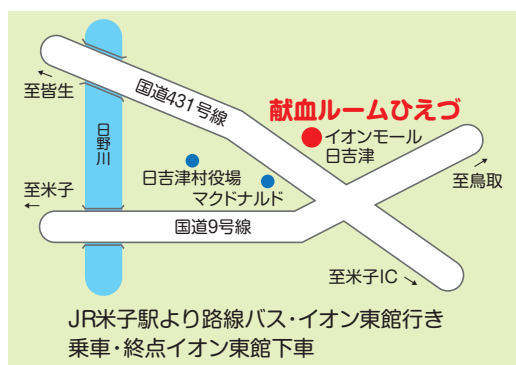 至皆生
国道431号線
献血ルームひえづ
イオンモール
日吉津
日野川
日吉津村役場
マクドナルド
至鳥取
至米子
国道9号線
至米子IC
JR米子駅より路線バス・イオン東館行き
乗車・終点イオン東館下車